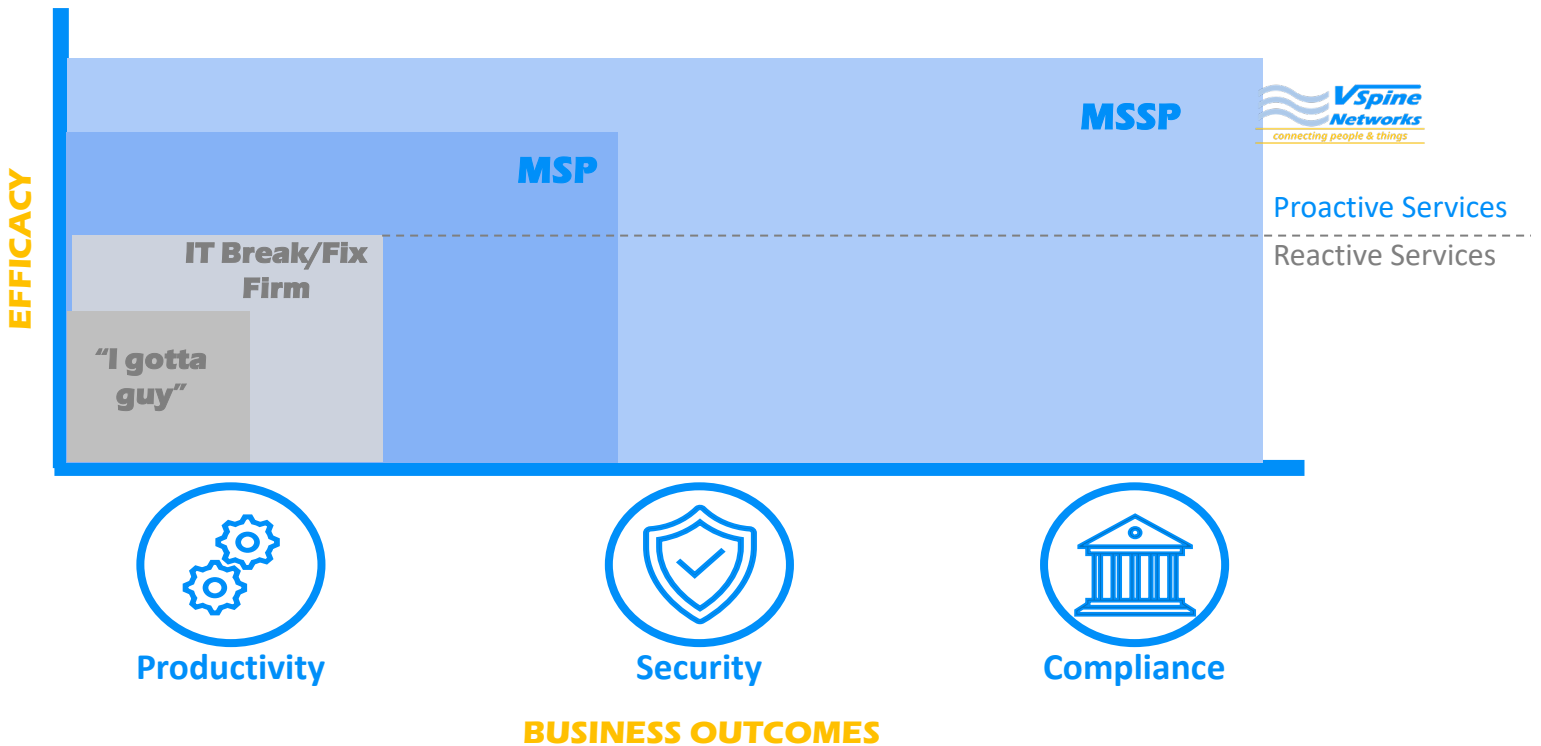 MSSP
VSpine
Networks
connecting people & things
MSP
EFFICACY
Proactive Services
IT Break/Fix
Firm
Reactive Services
“I gotta
guy”
Productivity
Security
Compliance
BUSINESS OUTCOMES